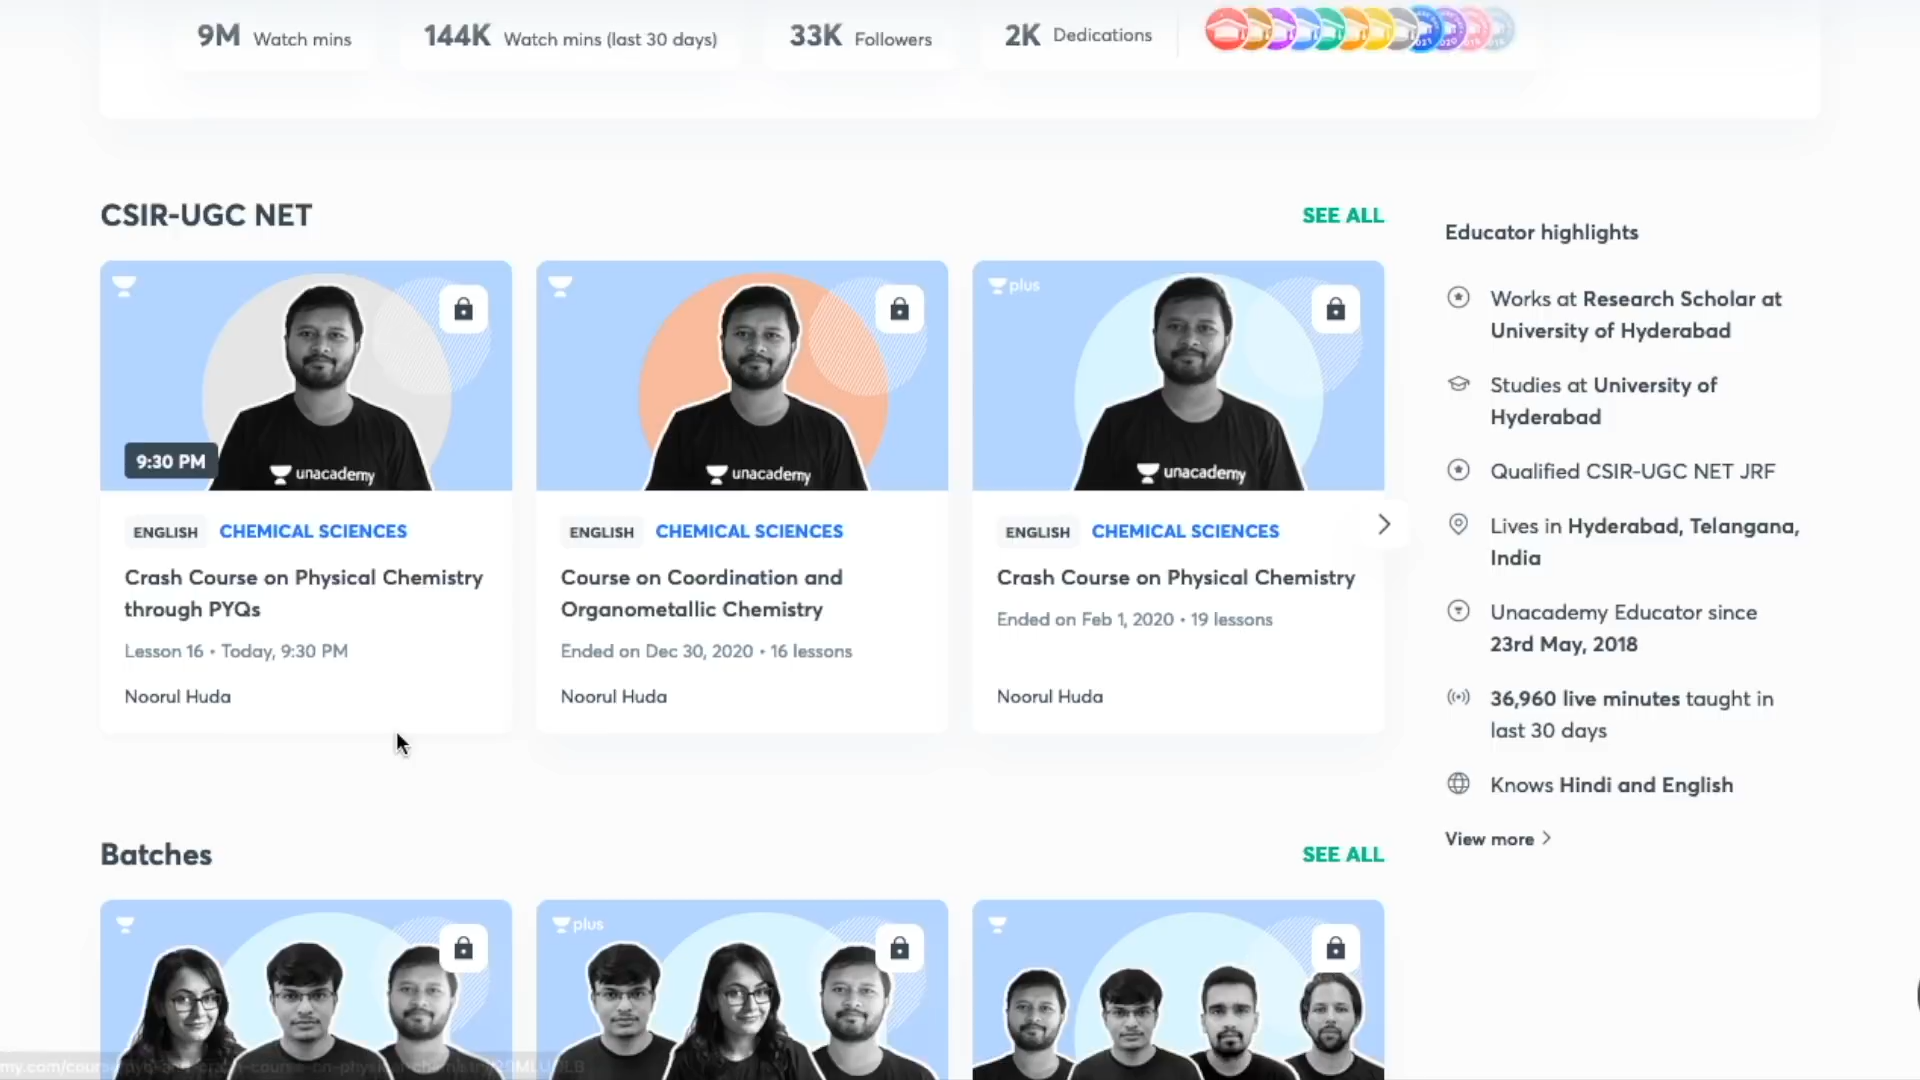 9M Watch mins 144K Watch mins (last 30 days) 33K Followers 2K Dedications
CSIR-UGC NET
SEE ALL
9:30 PM
unacademy
ENGLISH CHEMICAL SCIENCES
Crash Course on Physical Chemistry
through PYQs
Lesson 16 • Today, 9:30 PM
Noorul Huda
unacademy
ENGLISH CHEMICAL SCIENCES
Course on Coordination and
Organometallic Chemistry
Ended on Dec 30, 2020 • 16 lessons
Noorul Huda
plus
unacademy
ENGLISH CHEMICAL SCIENCES
Crash Course on Physical Chemistry
Ended on Feb 1, 2020 • 19 lessons
Noorul Huda
Educator highlights
Works at Research Scholar at
University of Hyderabad
Studies at University of
Hyderabad
Qualified CSIR-UGC NET JRF
Lives in Hyderabad, Telangana,
India
Unacademy Educator since
23rd May, 2018
36,960 live minutes taught in
last 30 days
Knows Hindi and English
View more
Batches
SEE ALL
plus